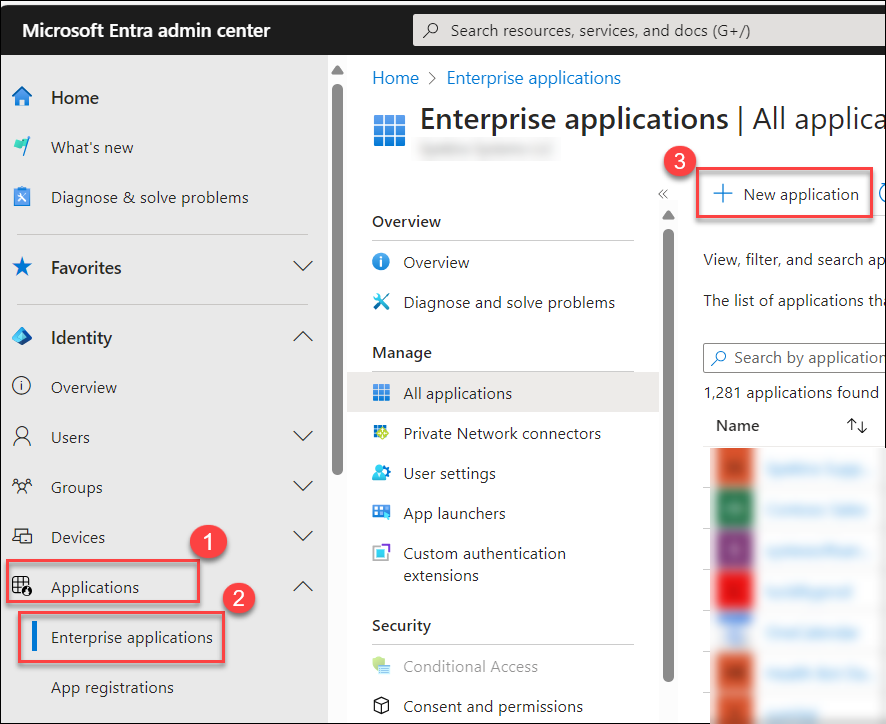 Microsoft Entra admin center
Search resources, services, and docs (G+/)
Home
What's new
Diagnose & solve problems
Favorites
Identity
Overview
Users
Groups
Devices
1
Applications
2
Enterprise applications
App registrations
Home > Enterprise applications
Enterprise applications | All applica
Overview
Overview
Diagnose and solve problems
Manage
All applications
Private Network connectors
User settings
App launchers
Custom authentication
extensions
Security
Conditional Access
Consent and permissions
3
+ New application
View, filter, and search ap
The list of applications tha
Search by application
1,281 applications found
Name